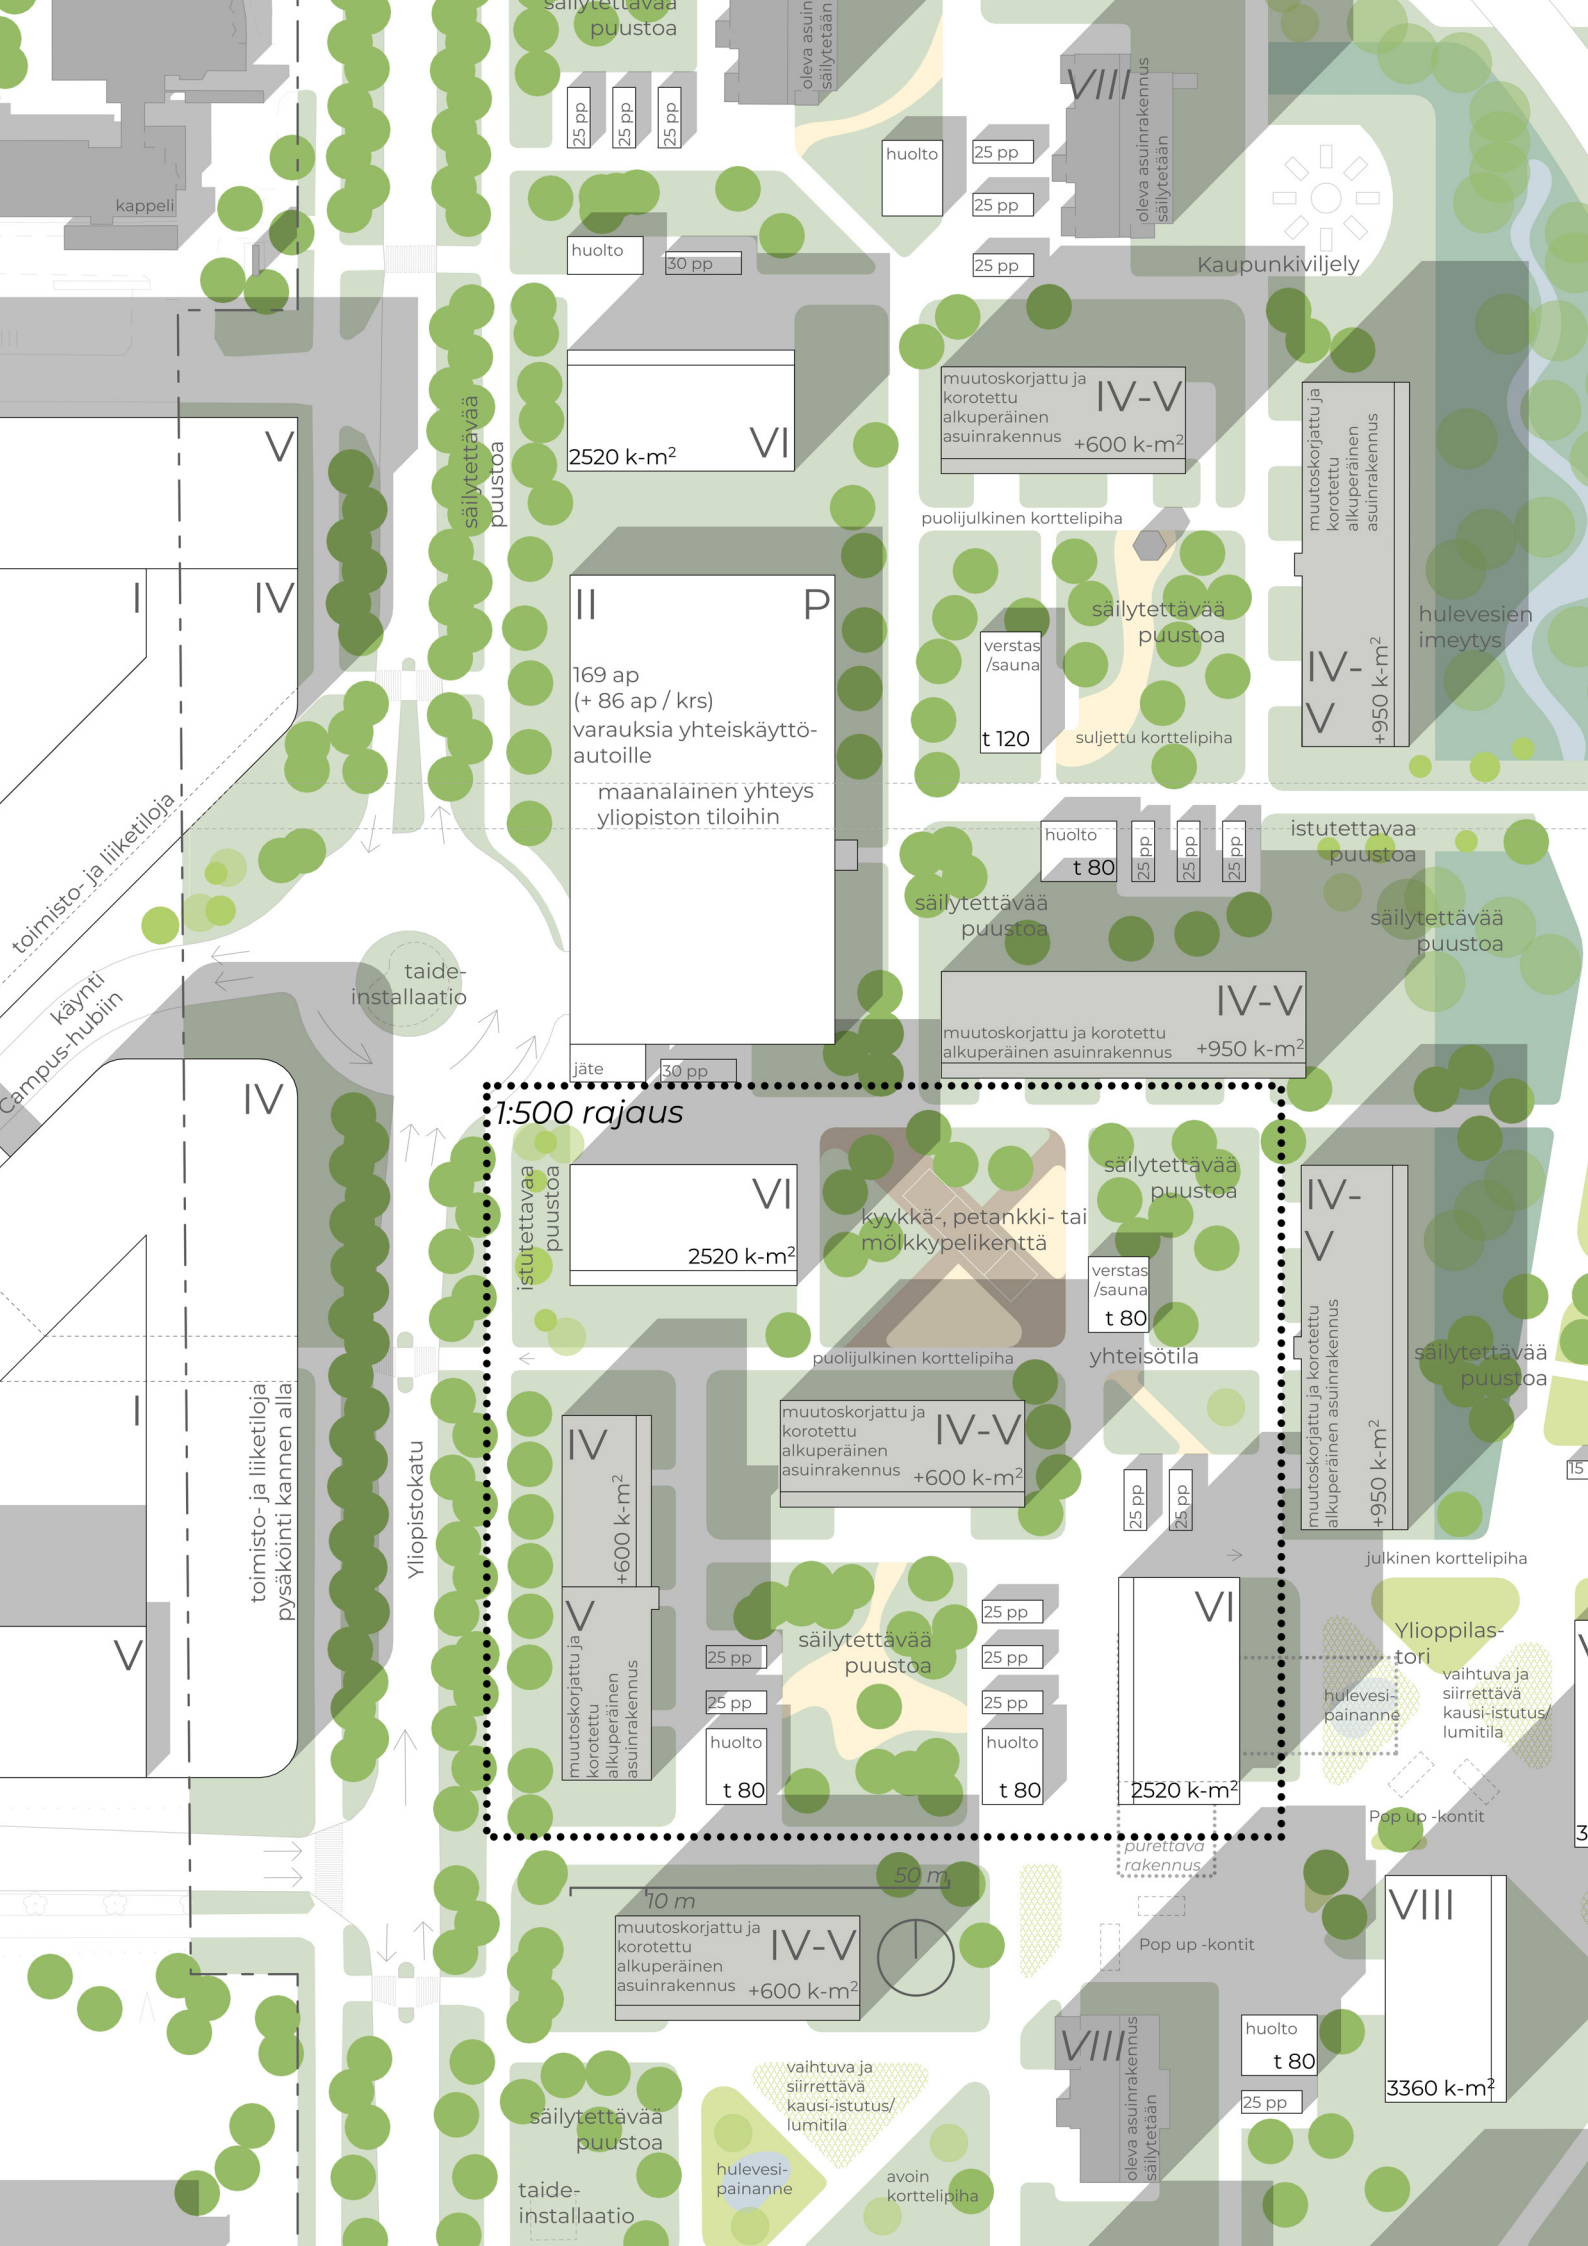 säilytettävää
puustoa
oleva asuin
säilytetään
25 pp
25 pp
25 pp
VIII
oleva asuinrakennus
säilytetään
huolto
25 pp
25 pp
25 pp
kappeli
huolto
30 pp
Kaupunkiviljely
2520 k-m²
VI
säilytettävää
puustoa
muutoskorjattu ja
korotettu
alkuperäinen
asuinrakennus
IV-V
+600 k-m²
muutoskorjattu ja
korotettu
alkuperäinen
asuinrakennus
IV-
V
+950 k-m²
V
I
IV
puolijulkinen korttelipiha
II
P
169 ap
(+ 86 ap / krs)
varauksia yhteiskäyttö-
autoille
maanalainen yhteys
yliopiston tiloihin
verstas
/sauna
t 120
säilytettävää
puustoa
suljettu korttelipiha
hulevesien
imeytys
toimisto- ja liiketiloja
käynti
Campus-hubiin
taide-
installaatio
huolto
t 80
25 pp
25 pp
25 pp
istutettavaa
puustoa
säilytettävää
puustoa
säilytettävää
puustoa
IV-V
muutoskorjattu ja korotettu
alkuperäinen asuinrakennus
+950 k-m²
jäte
30 pp
IV
1:500 rajaus
istutettavaa
puustoa
VI
2520 k-m²
kyykkä-, petankki- tai
mölkkypelikenttä
säilytettävää
puustoa
verstas
/sauna
t 80
yhteisötila
puolijulkinen korttelipiha
IV-
V
muutoskorjattu ja korotettu
alkuperäinen asuinrakennus
+950 k-m²
säilytettävää
puustoa
I
toimisto- ja liiketiloja
pysäköinti kannen alla
Yliopistokatu
IV
+600 k-m²
V
muutoskorjattu ja
korotettu
alkuperäinen
asuinrakennus
muutoskorjattu ja
korotettu
alkuperäinen
asuinrakennus
IV-V
+600 k-m²
25 pp
25 pp
15
julkinen korttelipiha
V
säilytettävää
puustoa
25 pp
25 pp
huolto
t 80
25 pp
25 pp
25 pp
huolto
t 80
VI
2520 k-m²
Ylioppilas-
tori
hulevesi-
painanne
vaihtuva ja
siirrettävä
kausi-istutus/
lumitila
Pop up -kontit
purettava
rakennus
3
50 m
10 m
muutoskorjattu ja
korotettu
alkuperäinen
asuinrakennus
IV-V
+600 k-m²
Pop up -kontit
VIII
3360 k-m²
VIII
oleva asuinrakennus
säilytetään
huolto
t 80
25 pp
säilytettävää
puustoa
taide-
installaatio
vaihtuva ja
siirrettävä
kausi-istutus/
lumitila
hulevesi-
painanne
avoin
korttelipiha